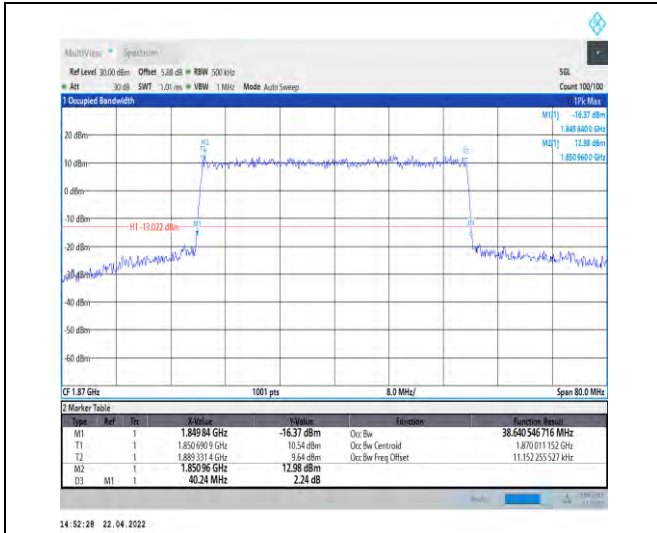 MultiView Spectrum
Ref Level 30.00 dBm Offset 5.88 dB RBW 500 kHz SGL
Att 30 dB SWT 1.01 ms VBW 1 MHz Mode Auto Sweep Count 100/100
1 Occupied Bandwidth 1Pk Max
M1[1] -16.37 dBm
1.849 840 0 GHz
M2[1] 12.98 dBm
1.850 960 0 GHz
20 dBm
M2
T1
T2
10 dBm
0 dBm
-10 dBm
H1 -13.022 dBm
M1
D3
-20 dBm
-30 dBm
-40 dBm
-50 dBm
-60 dBm
CF 1.87 GHz 1001 pts 8.0 MHz/ Span 80.0 MHz
2 Marker Table
Type Ref Trc X-Value Y-Value Function Function Result
M1 1 1.849 84 GHz -16.37 dBm Occ Bw 38.640 546 716 MHz
T1 1 1.850 690 9 GHz 10.54 dBm Occ Bw Centroid 1.870 011 152 GHz
T2 1 1.889 331 4 GHz 9.64 dBm Occ Bw Freq Offset 11.152 255 527 kHz
M2 1 1.850 96 GHz 12.98 dBm
D3 M1 1 40.24 MHz 2.24 dB
14:52:28 22.04.2022